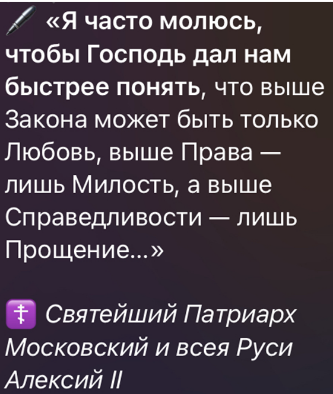 «Я часто молюсь,
чтобы Господь дал нам
быстрее понять, что выше
Закона может быть только
Любовь, выше Права —
лишь Милость, а выше
Справедливости — лишь
Прощение...»
Святейший Патриарх
Московский и всея Руси
Алексий II